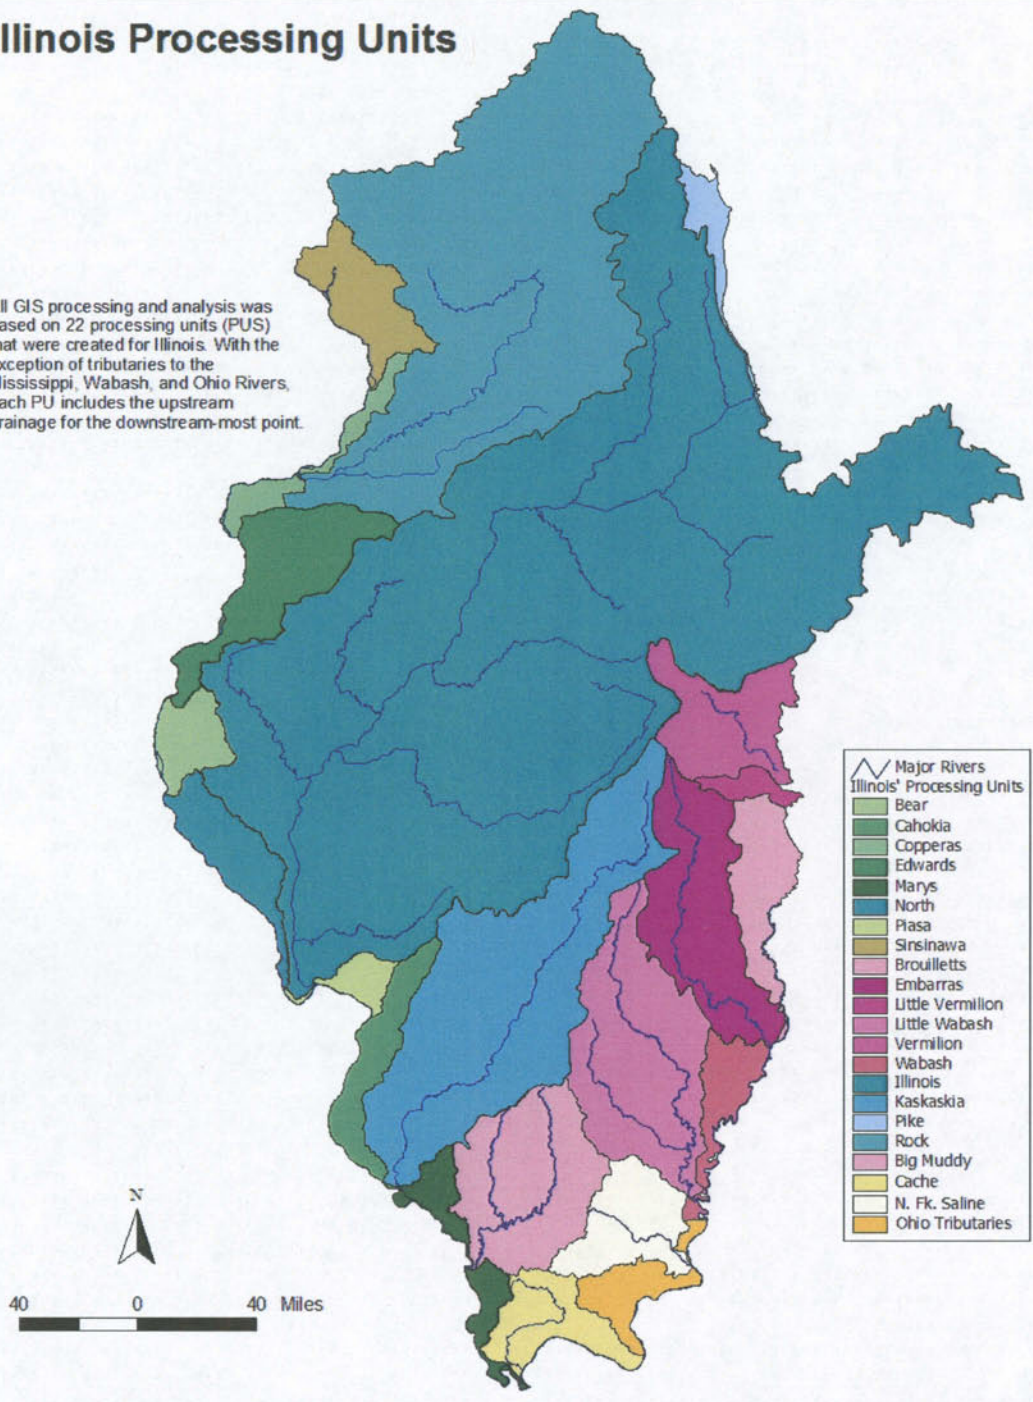 llinois Processing Units
ll GIS processing and analysis was
ased on 22 processing units (PUS)
hat were created for Illinois. With the
xception of tributaries to the
lississippi, Wabash, and Ohio Rivers,
ach PU includes the upstream
rainage for the downstream-most point.
Major Rivers
Illinois' Processing Units
Bear
Cahokia
Copperas
Edwards
Marys
North
Piasa
Sinsinawa
Brouilletts
Embarras
Little Vermilion
Little Wabash
Vermilion
Wabash
Illinois
Kaskaskia
Pike
Rock
Big Muddy
Cache
N. Fk. Saline
Ohio Tributaries
N
40 0 40 Miles